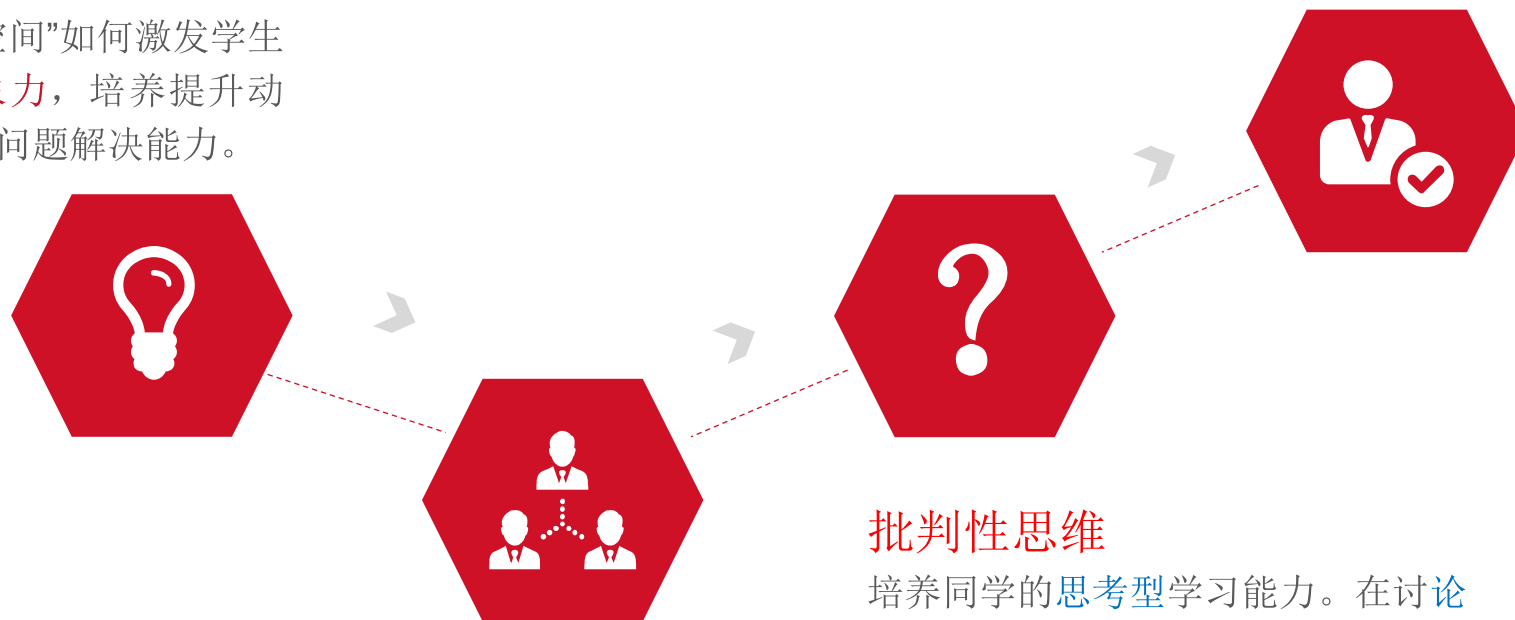 空间”如何激发学生
力，培养提升动
问题解决能力。
批判性思维
培养同学的思考型学习能力。在讨论